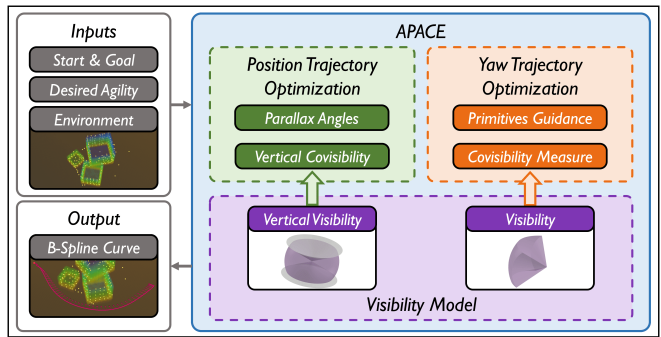 Inputs
Start & Goal
Desired Agility
Environment
Output
B-Spline Curve
APACE
Position Trajectory
Optimization
Parallax Angles
Vertical Covisibility
Yaw Trajectory
Optimization
Primitives Guidance
Covisibility Measure
Vertical Visibility
Visibility
Visibility Model